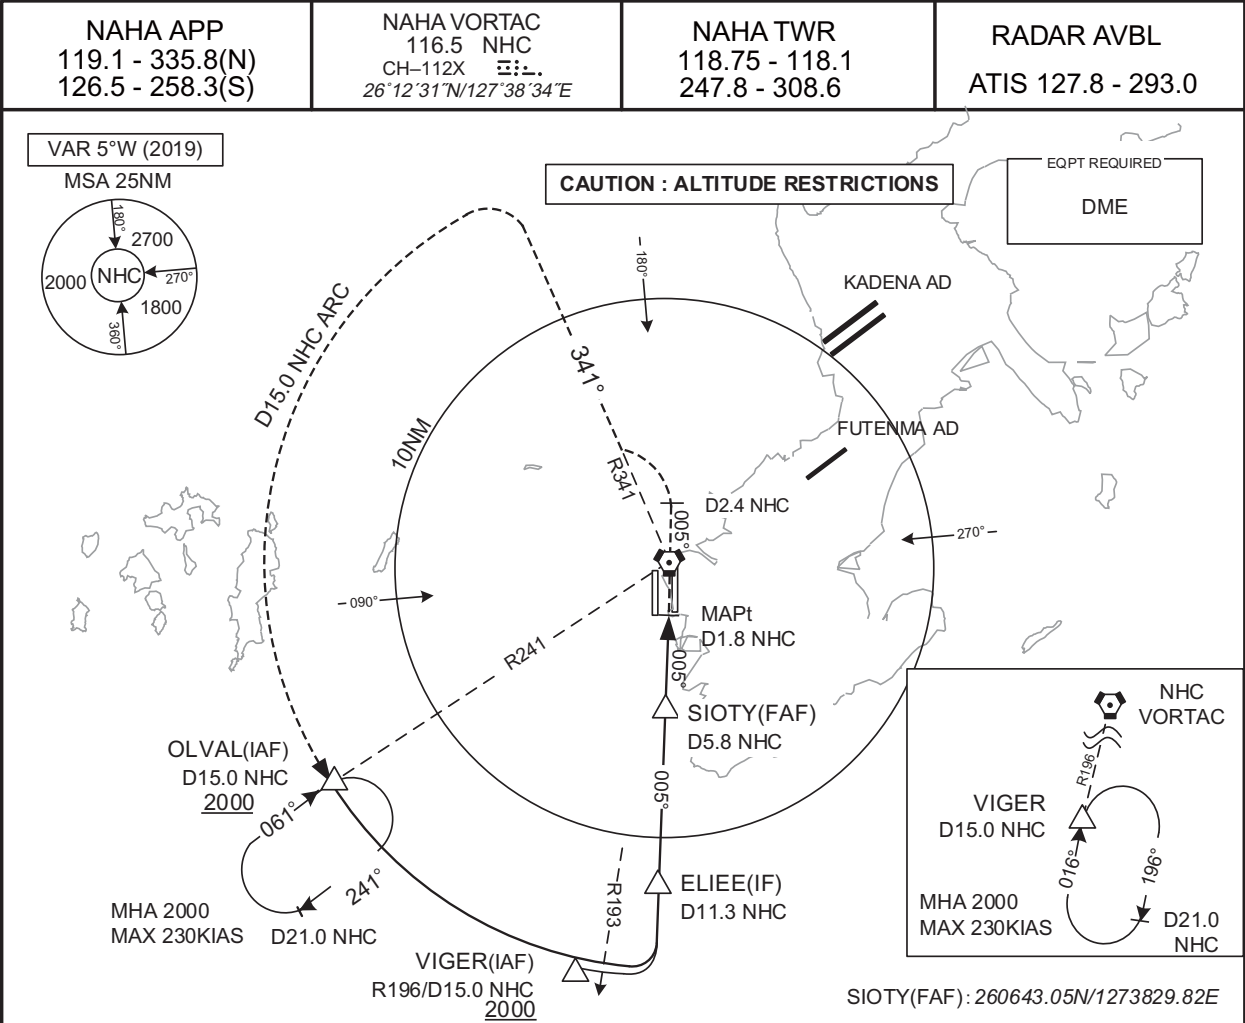 NAHA APP
119.1 - 335.8(N)
126.5 - 258.3(S)
NAHA VORTAC
116.5 NHC
CH–112X
26°12′31″N/127°38′34″E
NAHA TWR
118.75 - 118.1
247.8 - 308.6
RADAR AVBL
ATIS 127.8 - 293.0
VAR 5°W (2019)
MSA 25NM
180°
2700
2000
NHC
270°
1800
360°
CAUTION : ALTITUDE RESTRICTIONS
EQPT REQUIRED
DME
D15.0 NHC ARC
180°
KADENA AD
341°
10NM
FUTENMA AD
R341
D2.4 NHC
005°
270°
090°
MAPt
D1.8 NHC
R241
005°
SIOTY(FAF)
D5.8 NHC
OLVAL(IAF)
D15.0 NHC
2000
061°
241°
005°
MHA 2000
MAX 230KIAS
D21.0 NHC
R193
ELIEE(IF)
D11.3 NHC
VIGER(IAF)
R196/D15.0 NHC
2000
NHC
VORTAC
R196
VIGER
D15.0 NHC
016°
196°
MHA 2000
MAX 230KIAS
D21.0
NHC
SIOTY(FAF): 260643.05N/1273829.82E